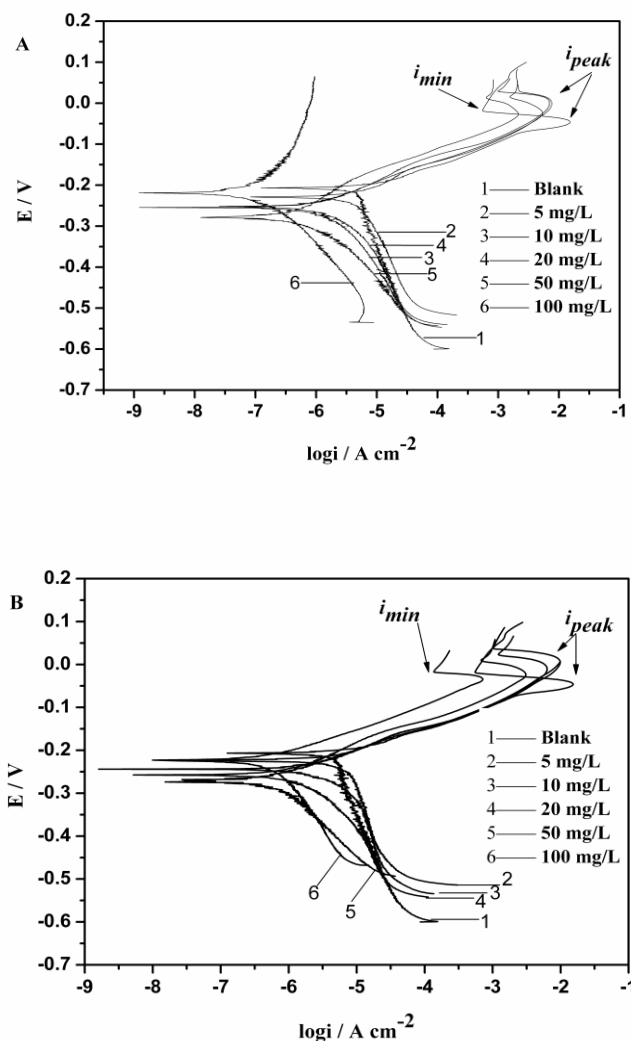 A
0.2
0.1
0.0
-0.1
-0.2
-0.3
-0.4
-0.5
-0.6
-0.7
E / V
i_min
i_peak
1 Blank
2 5 mg/L
3 10 mg/L
4 20 mg/L
5 50 mg/L
6 100 mg/L
2
4
3
5
6
1
-9 -8 -7 -6 -5 -4 -3 -2 -1
logi / A cm^-2
B
0.2
0.1
0.0
-0.1
-0.2
-0.3
-0.4
-0.5
-0.6
-0.7
E / V
i_min
i_peak
1 Blank
2 5 mg/L
3 10 mg/L
4 20 mg/L
5 50 mg/L
6 100 mg/L
6
5
2
3
4
1
-9 -8 -7 -6 -5 -4 -3 -2 -1
logi / A cm^-2